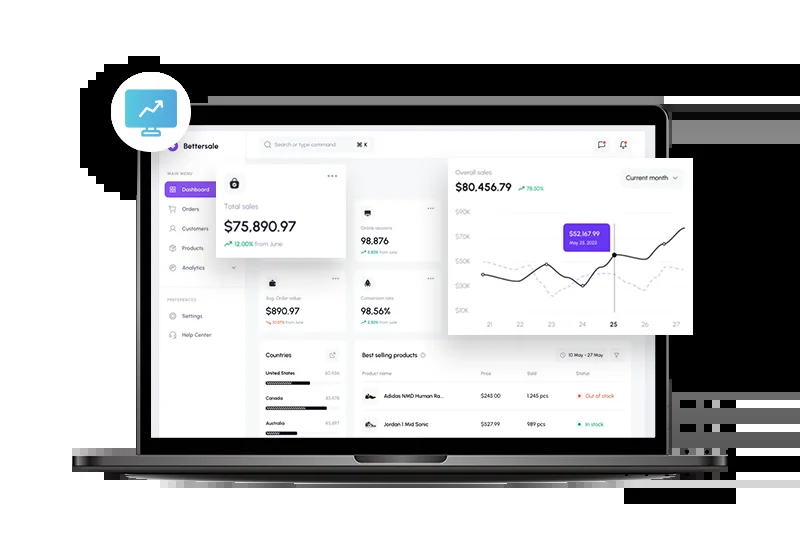 Bettersale
Search or type command
⌘ K
MAIN MENU
Dashboard
Orders
Customers
Products
Analytics
PREFERENCES
Settings
Help Center
Total sales
$75,890.97
12.00% from June
Online sessions
98,876
Avg. Order value
$890.97
from June
Conversion rate
98.56%
Overall sales
$80,456.79
78.50%
Current month
$90K
$70K
$50K
$30K
$10K
$52,167.99
May 25, 2023
21 22 23 24 25 26 27
Countries
United States
Canada
Australia
Best selling products
10 May - 27 May
Product name Price Sold Status
Adidas NMD Human Ra... $245.00 1,245 pcs Out of stock
Jordan 1 Mid Sonic $527.99 989 pcs In stock